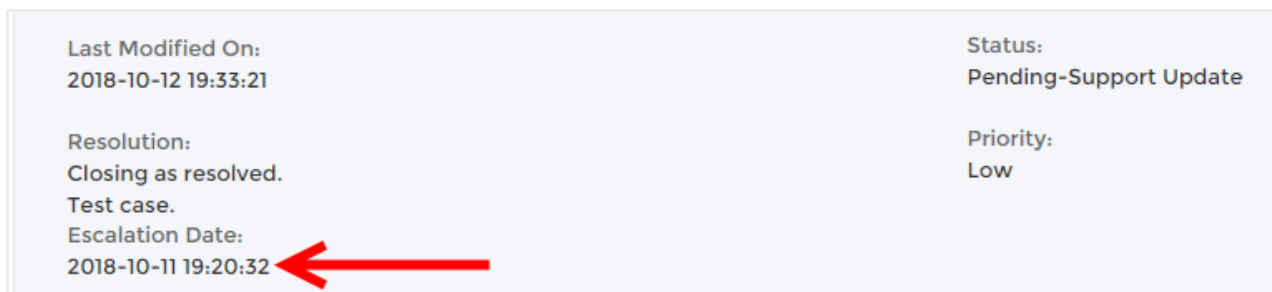 Last Modified On:
2018-10-12 19:33:21
Status:
Pending-Support Update
Resolution:
Closing as resolved.
Test case.
Priority:
Low
Escalation Date:
2018-10-11 19:20:32